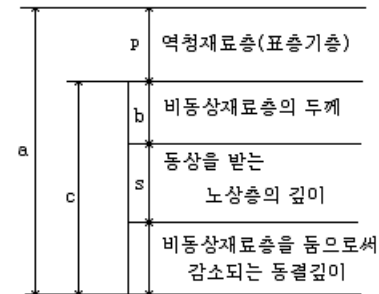 p 역청재료층(표층기층)
b 비동상재료층의 두께
a
s 동상을 받는
노상층의 깊이
c
비동상재료층을 둠으로써
감소되는 동결깊이